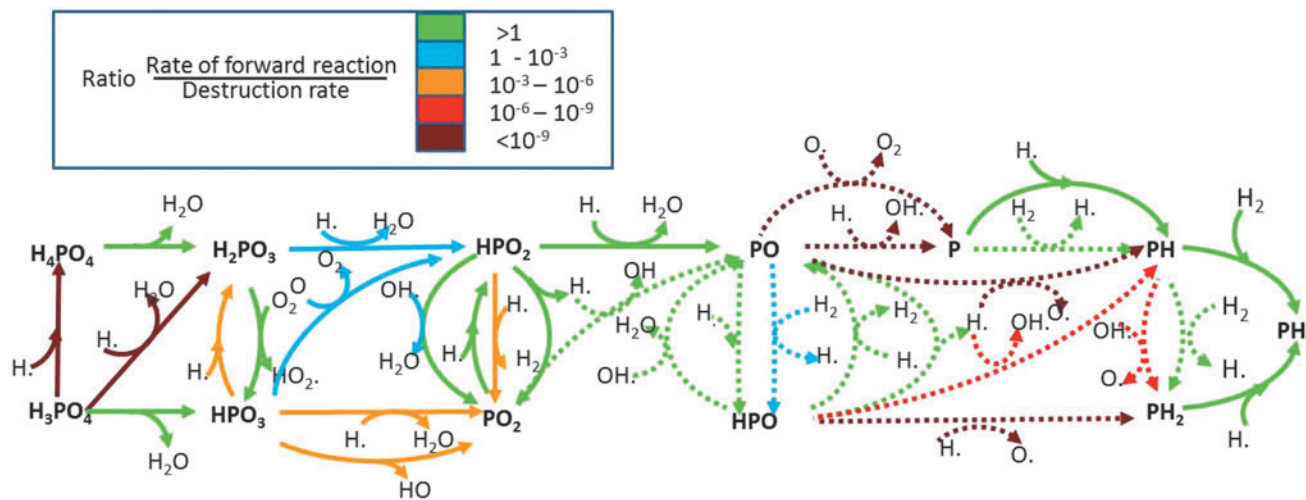 Ratio Rate of forward reaction
Destruction rate
>1
1 - 10⁻³
10⁻³ – 10⁻⁶
10⁻⁶ – 10⁻⁹
<10⁻⁹
O. O₂ H. H₂
H₂O H. H₂O H. H₂O H. OH. H₂ H.
H₄PO₄ H₂PO₃ HPO₂ PO P PH
O₂ OH
H₂O O₂ O OH. H. H. H₂ H₂ H₂
H. H. H₂O H. OH. O. OH. PH
H. H. H₂O H. H₂ OH. H. H. O. H.
HO₂.
H₃PO₄ HPO₃ PO₂ HPO PH₂
H₂O H. H₂O H. O. H.
HO